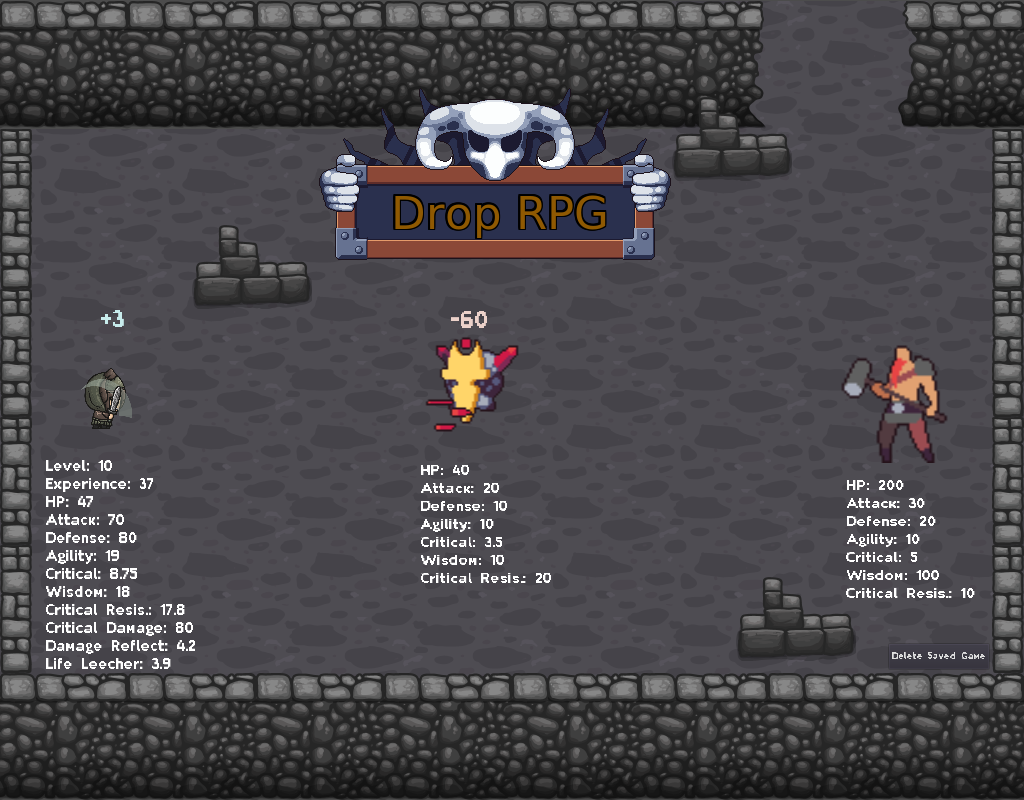 Drop RPG
+3
-60
Level: 10
Experience: 37
HP: 47
Attack: 70
Defense: 80
Agility: 19
Critical: 8.75
Wisdom: 18
Critical Resis.: 17.8
Critical Damage: 80
Damage Reflect: 4.2
Life Leecher: 3.9
HP: 40
Attack: 20
Defense: 10
Agility: 10
Critical: 3.5
Wisdom: 10
Critical Resis.: 20
HP: 200
Attack: 30
Defense: 20
Agility: 10
Critical: 5
Wisdom: 100
Critical Resis.: 10
Delete Saved Game